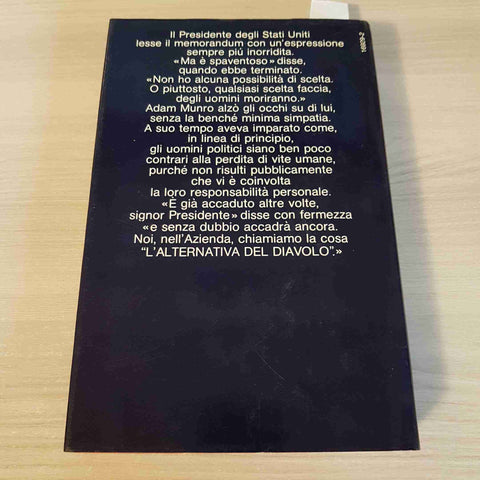 Il Presidente degli Stati Uniti
lesse il memorandum con un'espressione
sempre piú inorridita.
«Ma è spaventoso» disse,
quando ebbe terminato.
«Non ho alcuna possibilità di scelta.
O piuttosto, qualsiasi scelta faccia,
degli uomini moriranno.»
Adam Munro alzò gli occhi su di lui,
senza la benché minima simpatia.
A suo tempo aveva imparato come,
in linea di principio,
gli uomini politici siano ben poco
contrari alla perdita di vite umane,
purché non risulti pubblicamente
che vi è coinvolta
la loro responsabilità personale.
«È già accaduto altre volte,
signor Presidente» disse con fermezza
«e senza dubbio accadrà ancora.
Noi, nell'Azienda, chiamiamo la cosa
"L'ALTERNATIVA DEL DIAVOLO".»
16929-2